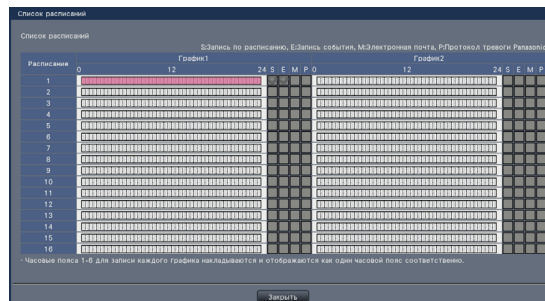 Список расписаний
Список расписаний
S:Запись по расписанию, E:Запись события, M:Электронная почта, P:Протокол тревоги Panasonic
Расписание График1 График2
0 12 24 S E M P 0 12 24 S E M P
1
2
3
4
5
6
7
8
9
10
11
12
13
14
15
16
· Часовые пояса 1-6 для записи каждого графика накладываются и отображаются как один часовой пояс соответственно.
Закрыть